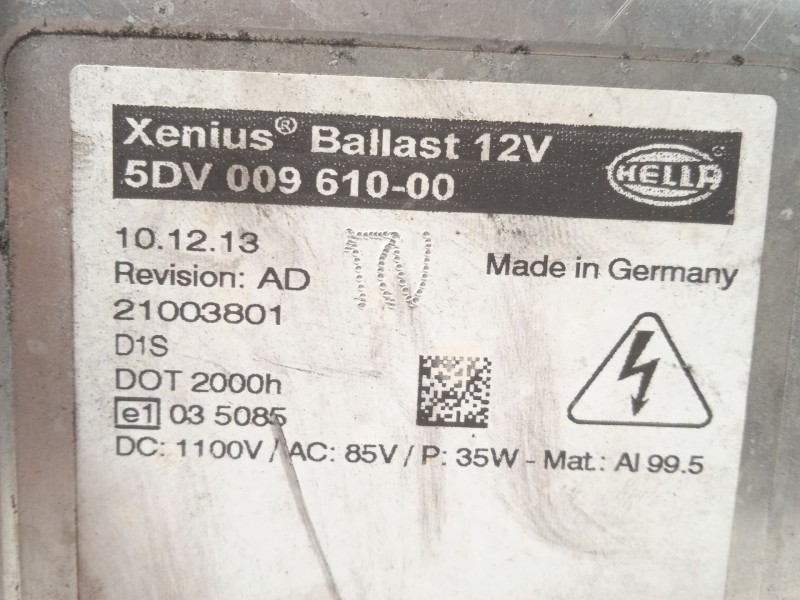 Xenius® Ballast 12V
5DV 009 610-00
HELLA
10.12.13
Made in Germany
Revision: AD
21003801
D1S
DOT 2000h
e1 03 5085
DC: 1100V / AC: 85V / P: 35W - Mat.: Al 99.5